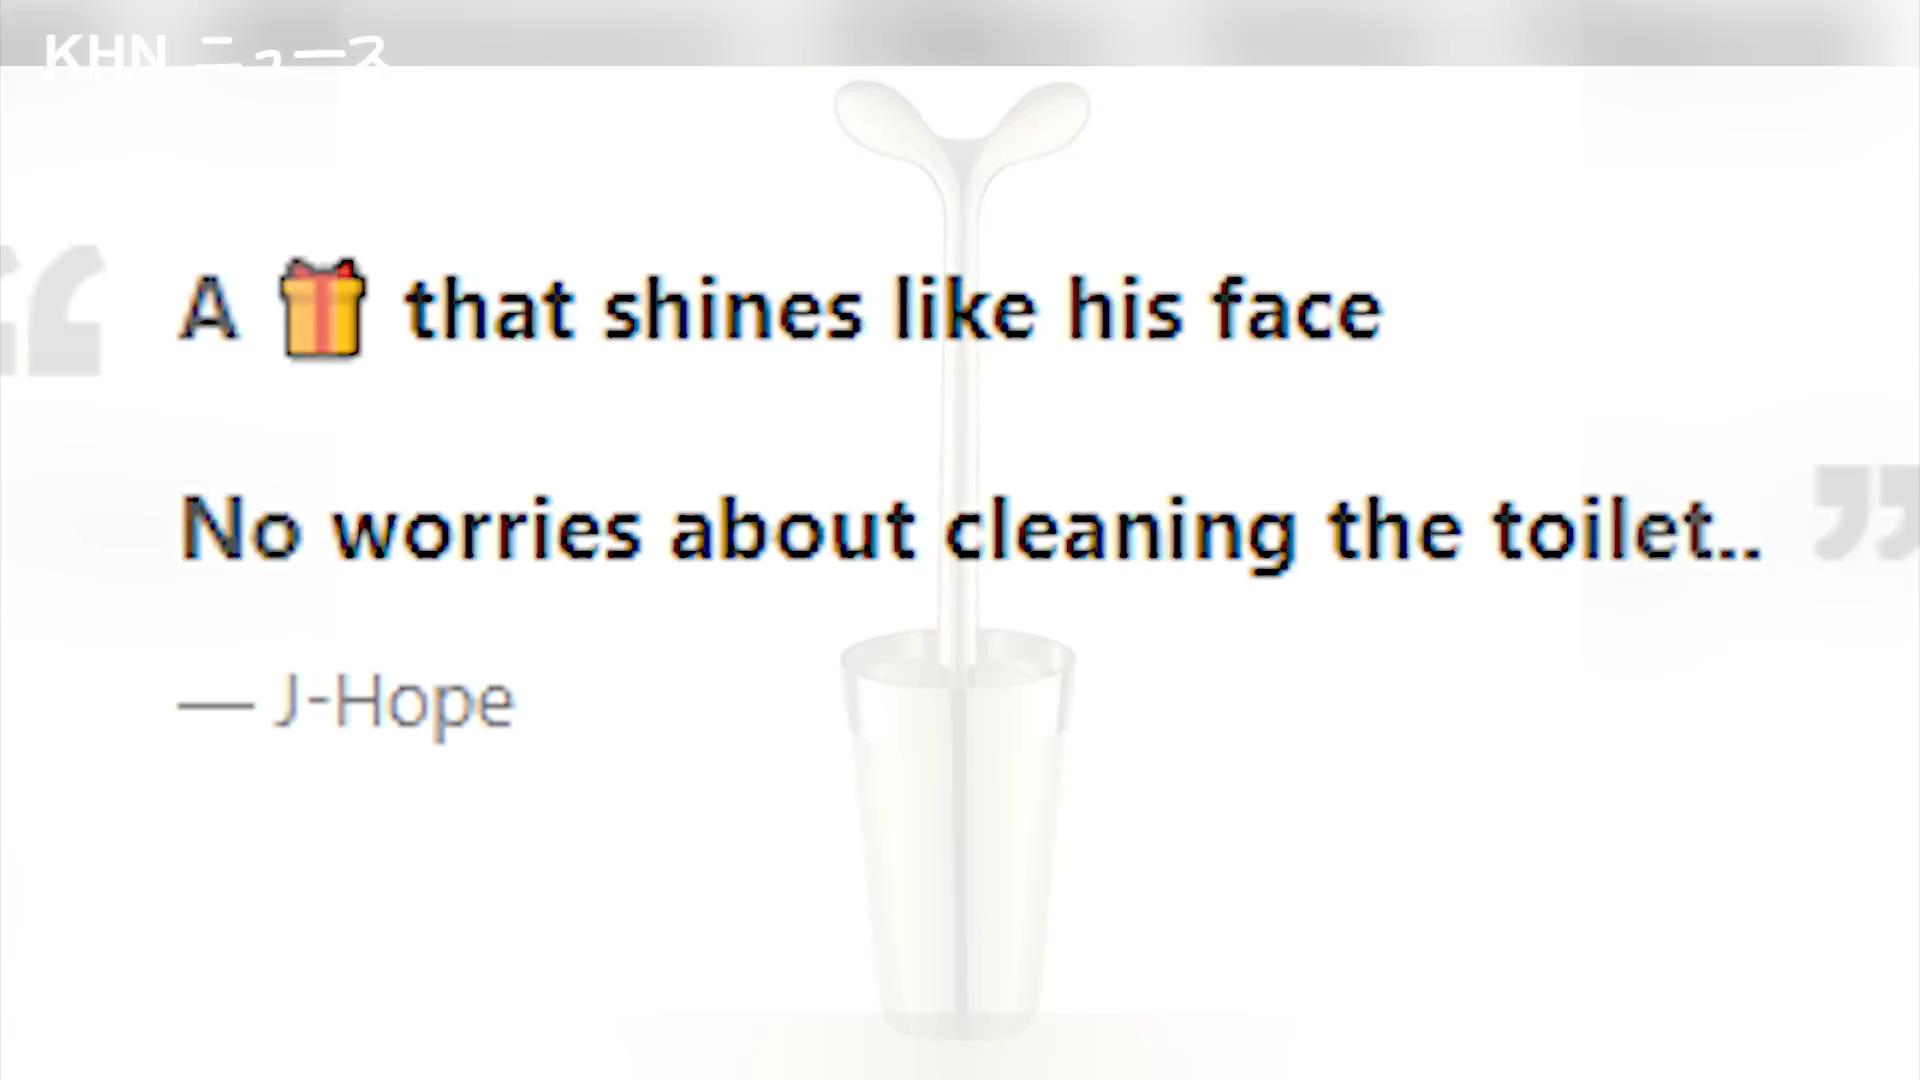 KHN ニュース
“
A 🎁 that shines like his face
No worries about cleaning the toilet..
”
— J-Hope